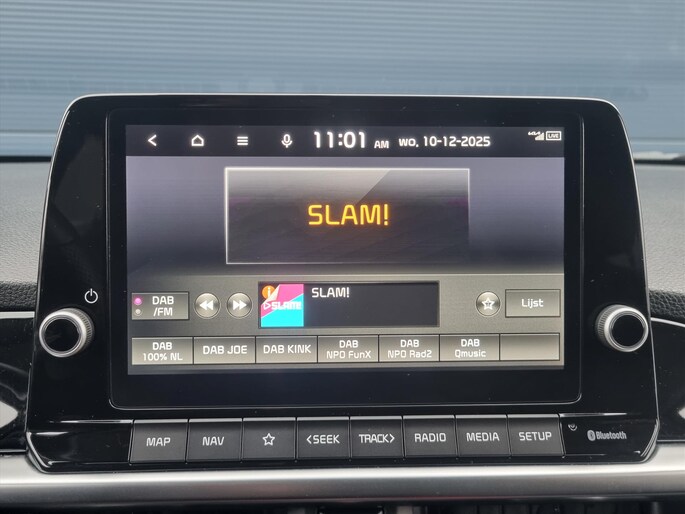 11:01 AM WO, 10-12-2025 LIVE
SLAM!
DAB
/FM
SLAM!
SLAM!
Lijst
DAB
100% NL
DAB JOE
DAB KINK
DAB
NPO FunX
DAB
NPO Rad2
DAB
Qmusic
MAP NAV <SEEK TRACK> RADIO MEDIA SETUP Bluetooth